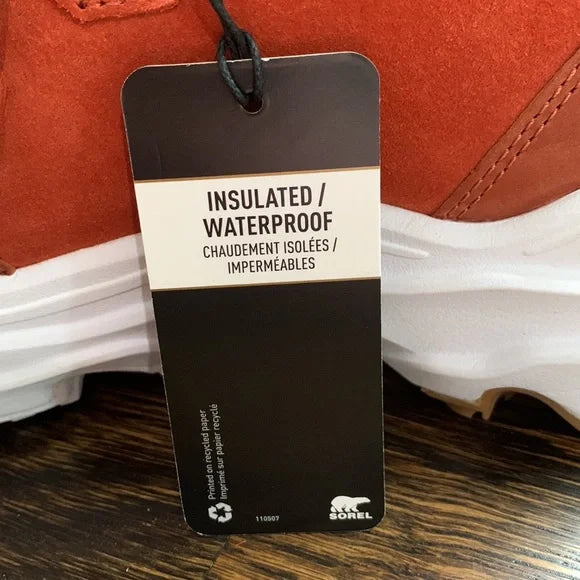 INSULATED /
WATERPROOF
CHAUDEMENT ISOLÉES /
IMPERMÉABLES
Printed on recycled paper
Imprimé sur papier recyclé
110507
SOREL